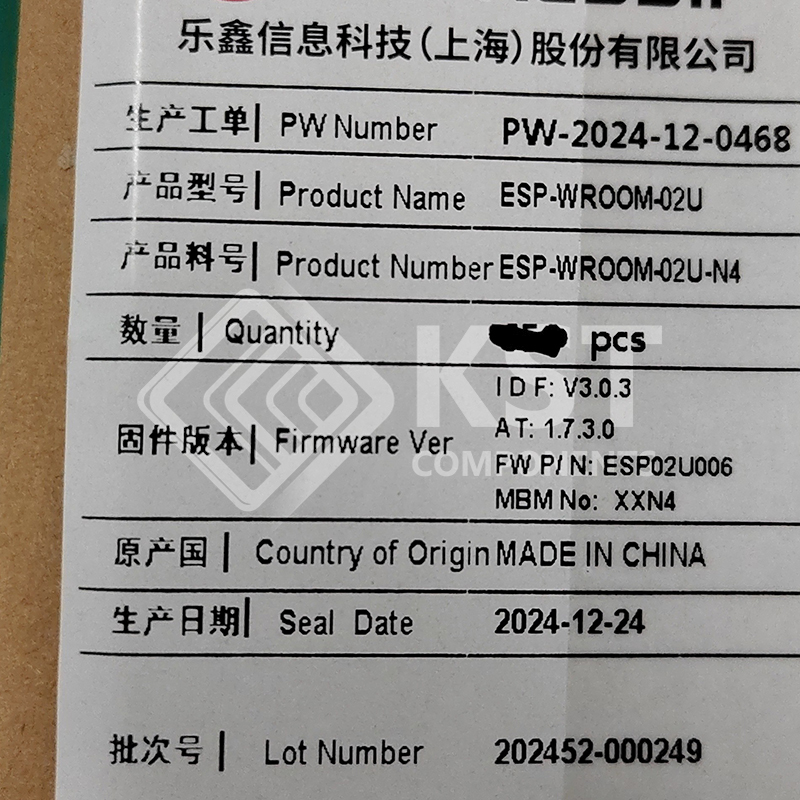 乐鑫信息科技(上海)股份有限公司
生产工单 | PW Number PW-2024-12-0468
产品型号 | Product Name ESP-WROOM-02U
产品料号 | Product Number ESP-WROOM-02U-N4
数量 | Quantity pcs
IDF: V3.0.3
AT: 1.7.3.0
固件版本 | Firmware Ver
FW P/N: ESP02U006
MBM No: XXN4
原产国 | Country of Origin MADE IN CHINA
生产日期 | Seal Date 2024-12-24
批次号 | Lot Number 202452-000249
KST
COMPONENTS